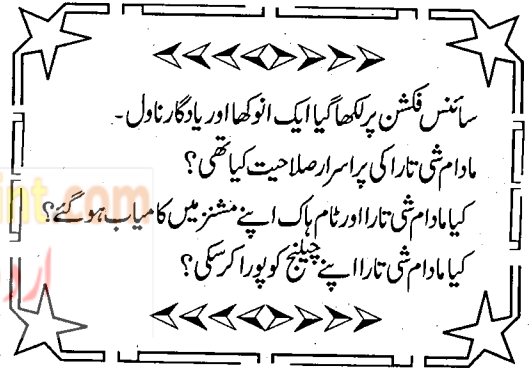 سائنس فکشن پر لکھا گیا ایک انوکھا اور یادگار ناول۔
مادام شی تارا کی پراسرار صلاحیت کیا تھی؟
کیا مادام شی تارا اور ٹام ہاک اپنے مشنز میں کامیاب ہو گئے؟
کیا مادام شی تارا اپنے چیلنج کو پورا کر سکی؟